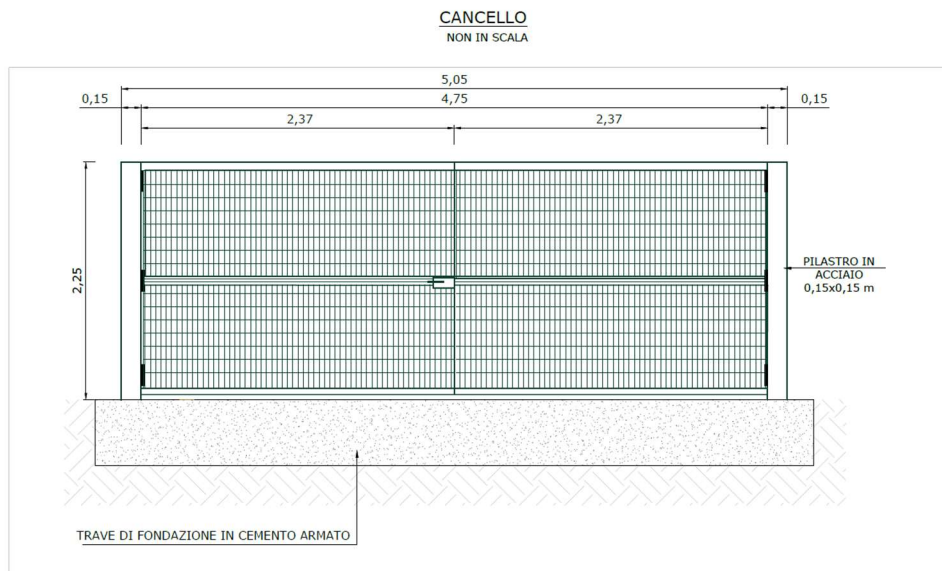 CANCELLO
NON IN SCALA
5,05
0,15 4,75 0,15
2,37 2,37
2,25
PILASTRO IN
ACCIAIO
0,15x0,15 m
TRAVE DI FONDAZIONE IN CEMENTO ARMATO